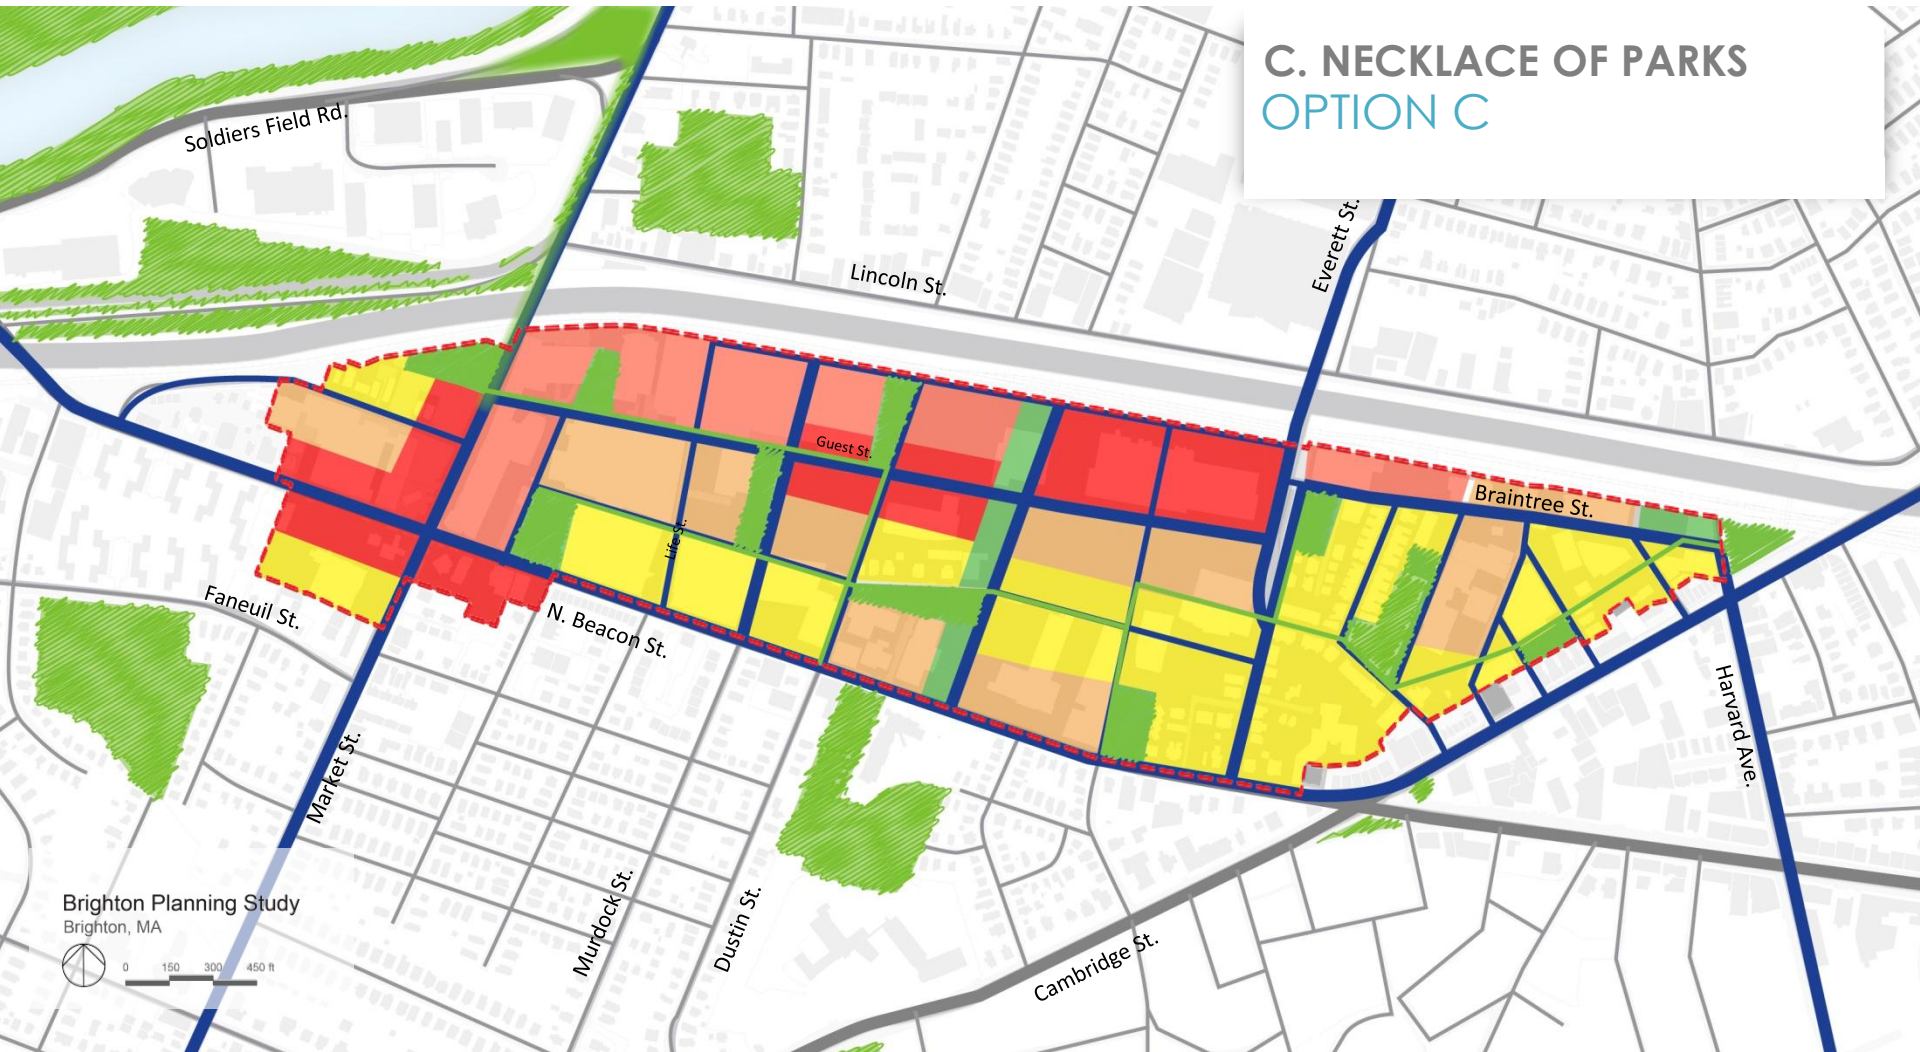 C. NECKLACE OF PARKS
OPTION C
Soldiers Field Rd.
Everett St.
Lincoln St.
Guest St.
Braintree St.
Life St.
Faneuil St.
N. Beacon St.
Harvard Ave.
Market St.
Murdock St.
Dustin St.
Cambridge St.
Brighton Planning Study
Brighton, MA
0 150 300 450 ft